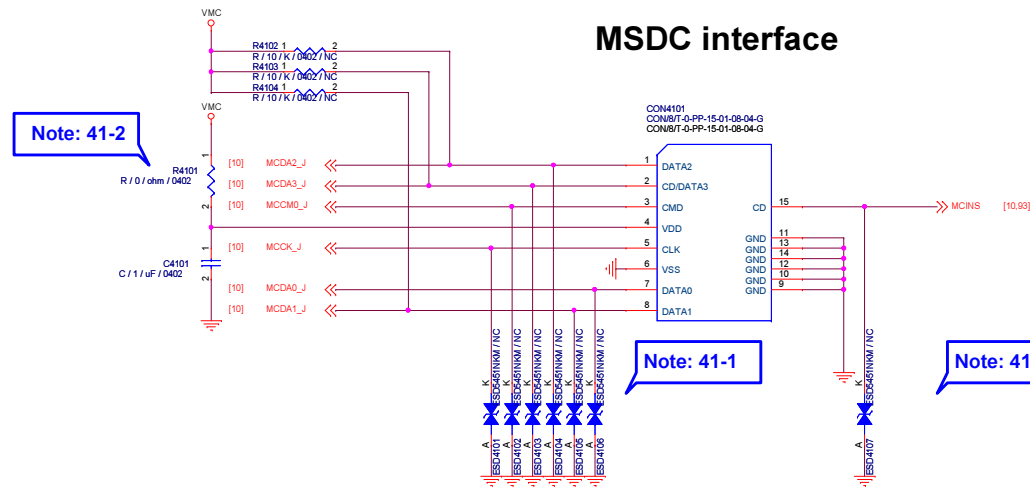 MSDC interface
VMC
R4102 1 2
R / 10 / K / 0402 / NC
R4103 1 2
R / 10 / K / 0402 / NC
R4104 1 2
R / 10 / K / 0402 / NC
VMC
Note: 41-2
1
R4101
R / 0 / ohm / 0402
2
1
C4101
C / 1 / uF / 0402
2
[10] MCDA2_J
[10] MCDA3_J
[10] MCCM0_J
[10] MCCK_J
[10] MCDA0_J
[10] MCDA1_J
CON4101
CON/8/T-0-PP-15-01-08-04-G
CON/8/T-0-PP-15-01-08-04-G
1 DATA2
2 CD/DATA3
3 CMD
4 VDD
5 CLK
6 VSS
7 DATA0
8 DATA1
CD 15
GND 11
GND 13
GND 14
GND 12
GND 10
GND 9
MCINS [10,93]
Note: 41-1
Note: 41
K ESD5451NKM / NC
A ESD4101
K ESD5451NKM / NC
A ESD4102
K ESD5451NKM / NC
A ESD4103
K ESD5451NKM / NC
A ESD4104
K ESD5451NKM / NC
A ESD4105
K ESD5451NKM / NC
A ESD4106
K ESD5451NKM / NC
A ESD4107